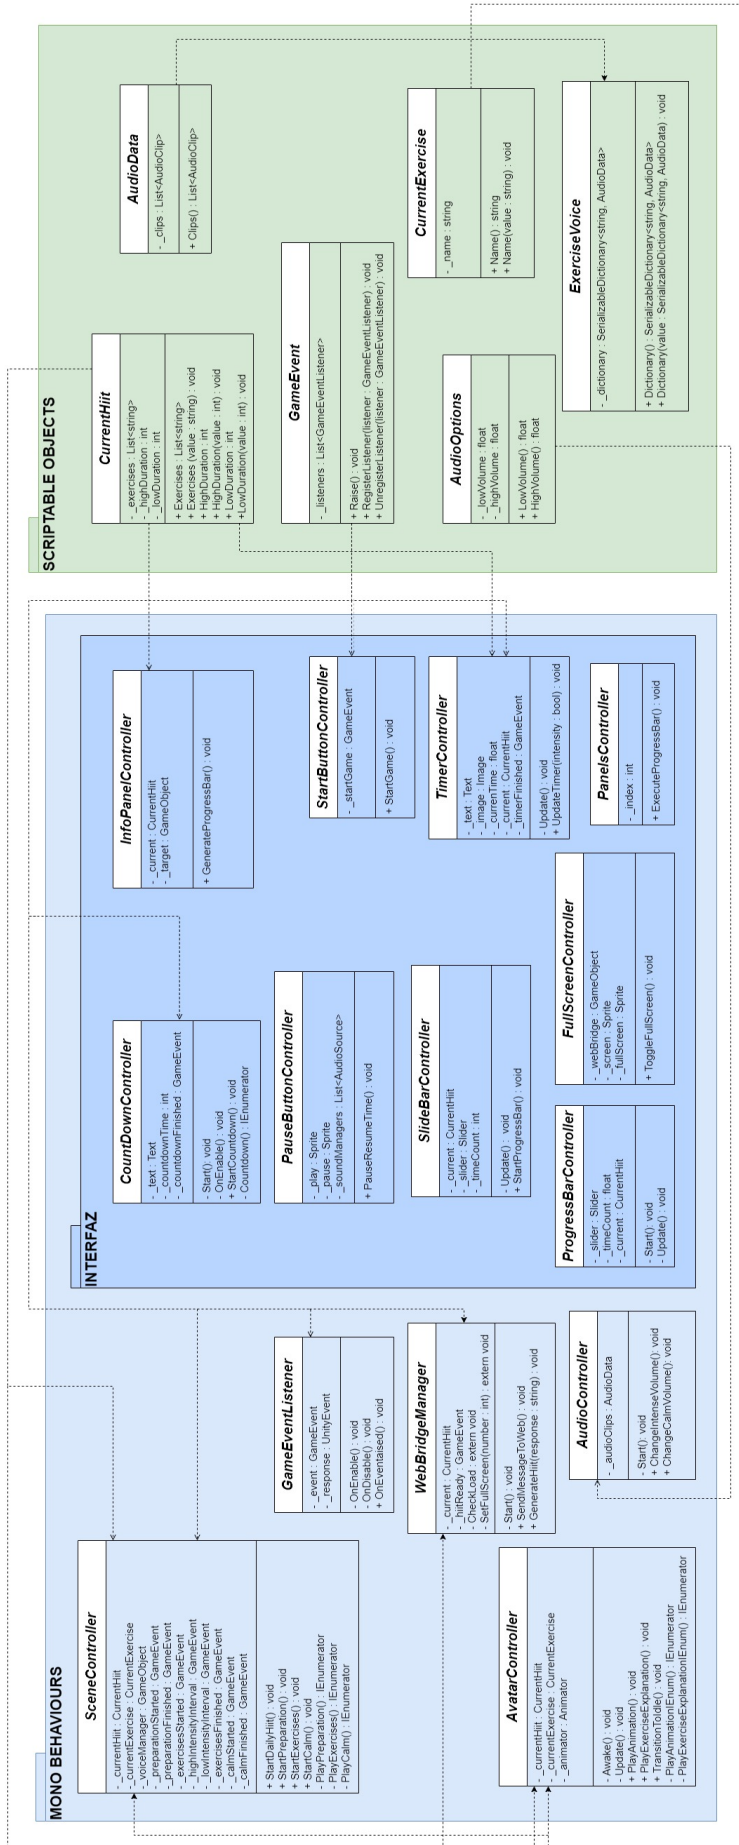 MONO BEHAVIOURS
SceneController
- _currentHiit : CurrentHiit
- _currentExercise : CurrentExercise
- _voiceManager : GameObject
- _preparationStarted : GameEvent
- _preparationFinished : GameEvent
- _exercisesStarted : GameEvent
- _highIntensityInterval : GameEvent
- _lowIntensityInterval : GameEvent
- _exercisesFinished : GameEvent
- _calmStarted : GameEvent
- _calmFinished : GameEvent
+ StartDailyHiit() : void
+ StartPreparation() : void
+ StartExercises() : void
+ StartCalm() : void
- PlayPreparation() : IEnumerator
- PlayExercises() : IEnumerator
- PlayCalm() : IEnumerator
AvatarController
- _currentHiit : CurrentHiit
- _currentExercise : CurrentExercise
- _animator : Animator
- Awake() : void
- Update() : void
+ PlayAnimation() : void
+ PlayExerciseExplanation() : void
+ TransitionToIdle() : void
- PlayAnimationIEnum() : IEnumerator
- PlayExerciseExplanationIEnum() : IEnumerator
GameEventListener
- _event : GameEvent
- _response : UnityEvent
- OnEnable() : void
- OnDisable() : void
+ OnEventaised() : void
WebBridgeManager
- _current : CurrentHiit
- _hiitReady : GameEvent
- CheckLoad : extern void
- SetFullScreen(number : int) : extern void
- Start() : void
+ SendMessageToWeb() : void
+ GenerateHiit(response : string) : void
AudioController
- _audioClips : AudioData
- Start(): void
+ ChangeIntenseVolume(): void
+ ChangeCalmVolume(): void
INTERFAZ
CountDownController
- _text : Text
- _countdownTime : int
- _countdownFinished : GameEvent
- Start() : void
- OnEnable() : void
+ StartCountdown() : void
- Countdown() : IEnumerator
InfoPanelController
- _current : CurrentHiit
- _target : GameObject
+ GenerateProgressBar() : void
PauseButtonController
- _play : Sprite
- _pause : Sprite
- _soundManagers : List<AudioSource>
+ PauseResumeTime() : void
StartButtonController
- _startGame : GameEvent
+ StartGame() : void
SlideBarController
- _current : CurrentHiit
- _slider : Slider
- _timeCount : int
- Update() : void
+ StartProgressBar() : void
TimerController
- _text : Text
- _image : Image
- _currenTime : float
- _current : CurrentHiit
- _timerFinished : GameEvent
- Update() : void
+ UpdateTimer(intensity : bool) : void
ProgressBarController
- _slider : Slider
- _timeCount : float
- _current : CurrentHiit
- Start() : void
- Update() : void
FullScreenController
- _webBridge : GameObject
- _screen : Sprite
- _fullScreen : Sprite
+ ToggleFullScreen() : void
PanelsController
- _index : int
+ ExecuteProgressBar() : void
SCRIPTABLE OBJECTS
CurrentHiit
- _exercises : List<string>
- _highDuration : int
- _lowDuration : int
+ Exercises : List<string>
+ Exercises (value : string) : void
+ HighDuration : int
+ HighDuration(value : int) : void
+ LowDuration : int
+LowDuration(value : int) : void
AudioData
- _clips : List<AudioClip>
+ Clips() : List<AudioClip>
GameEvent
- _listeners : List<GameEventListener>
+ Raise() : void
+ RegisterListener(listener : GameEventListener) : void
+ UnregisterListener(listener : GameEventListener) : void
AudioOptions
- _lowVolume : float
- _highVolume : float
+ LowVolume() : float
+ HighVolume() : float
CurrentExercise
- _name : string
+ Name() : string
+ Name(value : string) : void
ExerciseVoice
- _dictionary : SerializableDictionary<string, AudioData>
+ Dictionary() : SerializableDictionary<string, AudioData>
+ Dictionary(value : SerializableDictionary<string, AudioData) : void